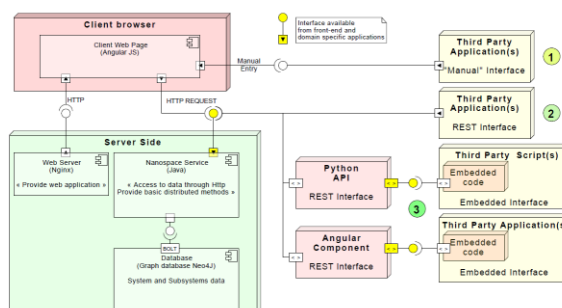 Client browser
Client Web Page
(Angular JS)
Interface available
from front-end and
domain specific applications
Manual
Entry
Third Party
Application(s)
"Manual" Interface
1
HTTP
HTTP REQUEST
Third Party
Application(s)
REST Interface
2
Server Side
Web Server
(Nginx)
« Provide web application »
Nanospace Service
(Java)
« Access to data through Http
Provide basic distributed methods »
BOLT
Database
(Graph database Neo4J)
System and Subsystems data
Python
API
REST Interface
< >
< >
Third Party Script(s)
Embedded
code
< >
Embedded Interface
3
Angular
Component
REST Interface
< >
< >
Third Party Application(s)
Embedded
code
< >
Embedded Interface